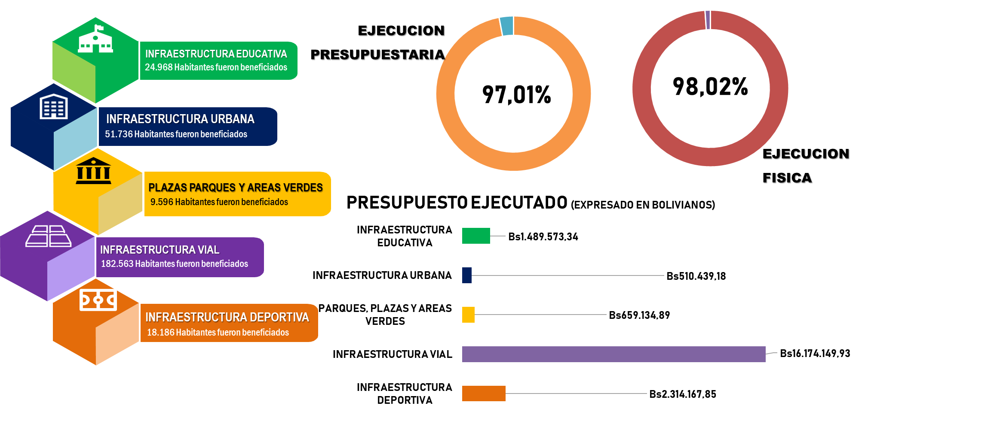 INFRAESTRUCTURA EDUCATIVA
24.968 Habitantes fueron beneficiados
INFRAESTRUCTURA URBANA
51.736 Habitantes fueron beneficiados
PLAZAS PARQUES Y AREAS VERDES
9.596 Habitantes fueron beneficiados
INFRAESTRUCTURA VIAL
182.563 Habitantes fueron beneficiados
INFRAESTRUCTURA DEPORTIVA
18.186 Habitantes fueron beneficiados
EJECUCION
PRESUPUESTARIA
97,01%
98,02%
EJECUCION
FISICA
PRESUPUESTO EJECUTADO (EXPRESADO EN BOLIVIANOS)
INFRAESTRUCTURA
EDUCATIVA
Bs1.489.573,34
INFRAESTRUCTURA URBANA
Bs510.439,18
PARQUES, PLAZAS Y AREAS
VERDES
Bs659.134,89
INFRAESTRUCTURA VIAL
Bs16.174.149,93
INFRAESTRUCTURA
DEPORTIVA
Bs2.314.167,85